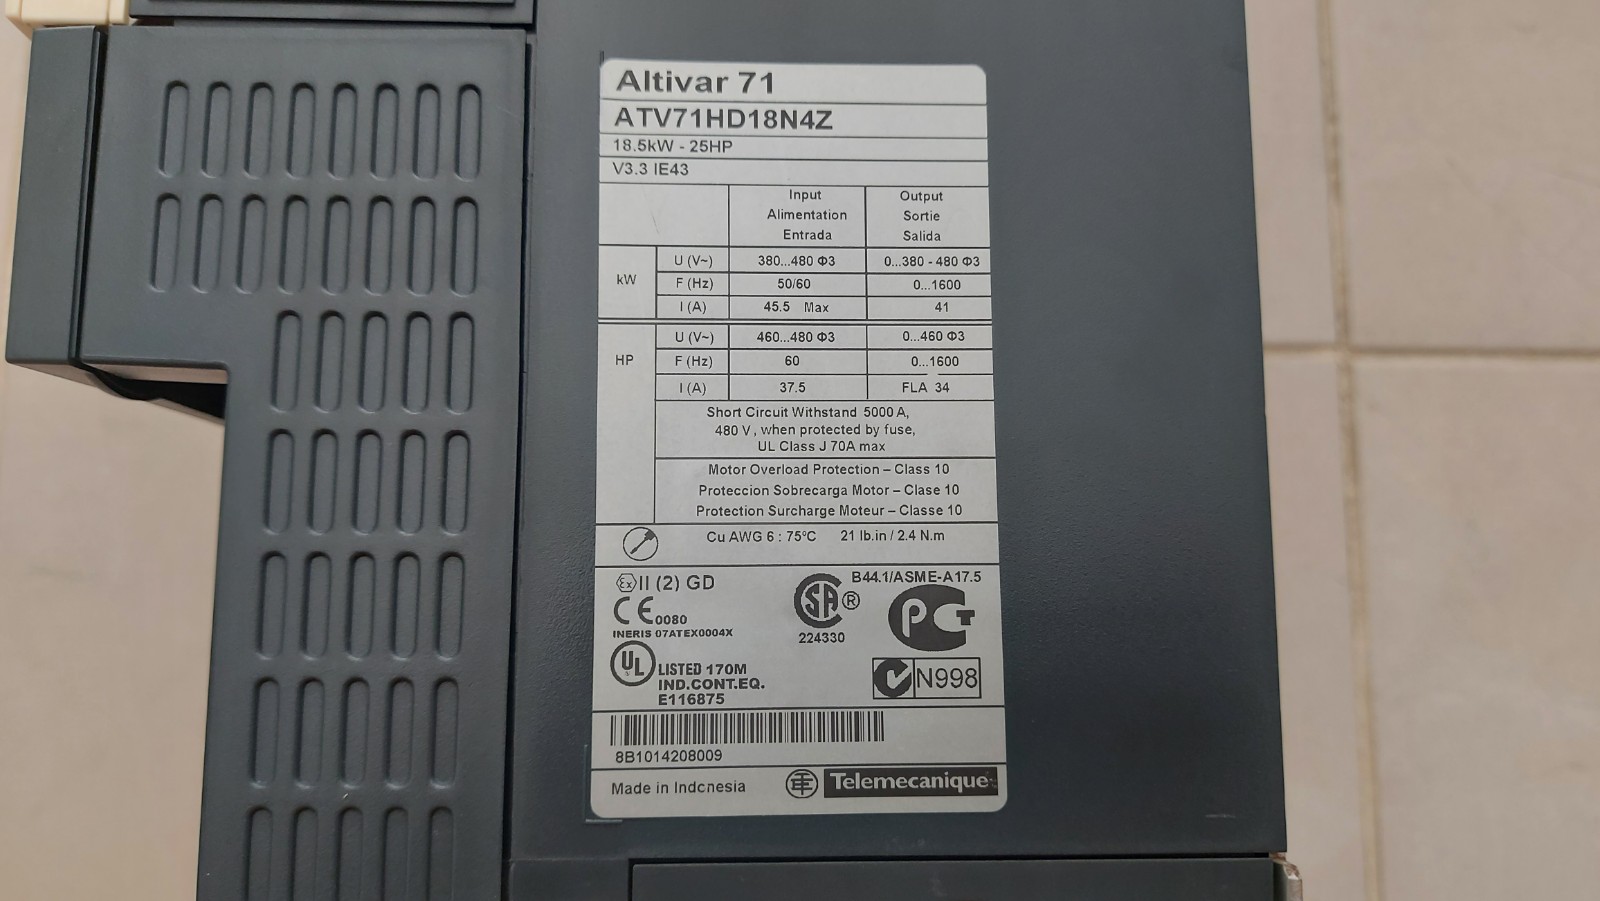 Altivar 71
ATV71HD18N4Z
18.5kW - 25HP
V3.3 IE43
Input Output
Alimentation Sortie
Entrada Salida
kW
U (V~) 380...480 Φ3 0...380 - 480 Φ3
F (Hz) 50/60 0...1600
I (A) 45.5 Max 41
HP
U (V~) 460...480 Φ3 0...460 Φ3
F (Hz) 60 0...1600
I (A) 37.5 FLA 34
Short Circuit Withstand 5000 A,
480 V, when protected by fuse,
UL Class J 70A max
Motor Overload Protection – Class 10
Proteccion Sobrecarga Motor – Clase 10
Protection Surcharge Moteur – Classe 10
Cu AWG 6 : 75°C 21 lb.in / 2.4 N.m
Ex II (2) GD
CE 0080
INERIS 07ATEX0004X
UL LISTED 170M
IND.CONT.EQ.
E116875
SA ®
224330
B44.1/ASME-A17.5
PCT
N998
8B1014208009
Made in Indonesia
Telemecanique